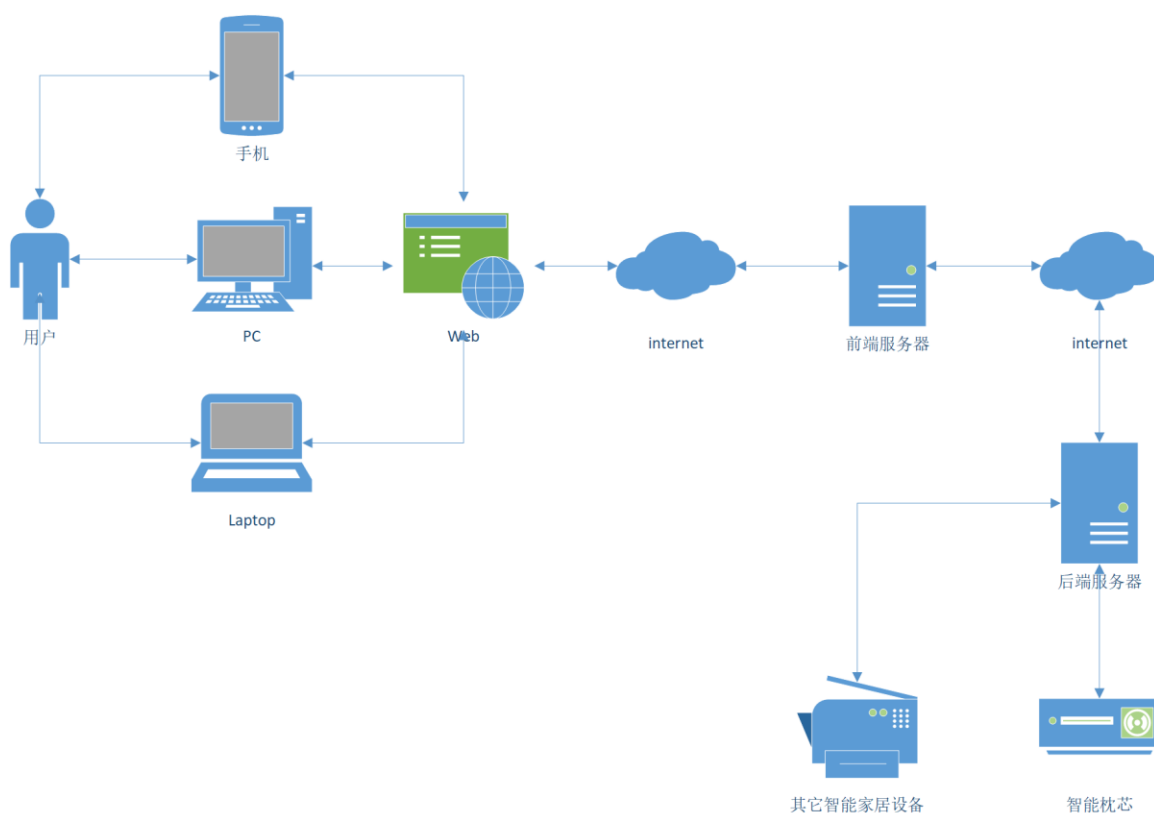 手机
用户
PC
Web
internet
前端服务器
internet
Laptop
后端服务器
其它智能家居设备
智能枕芯